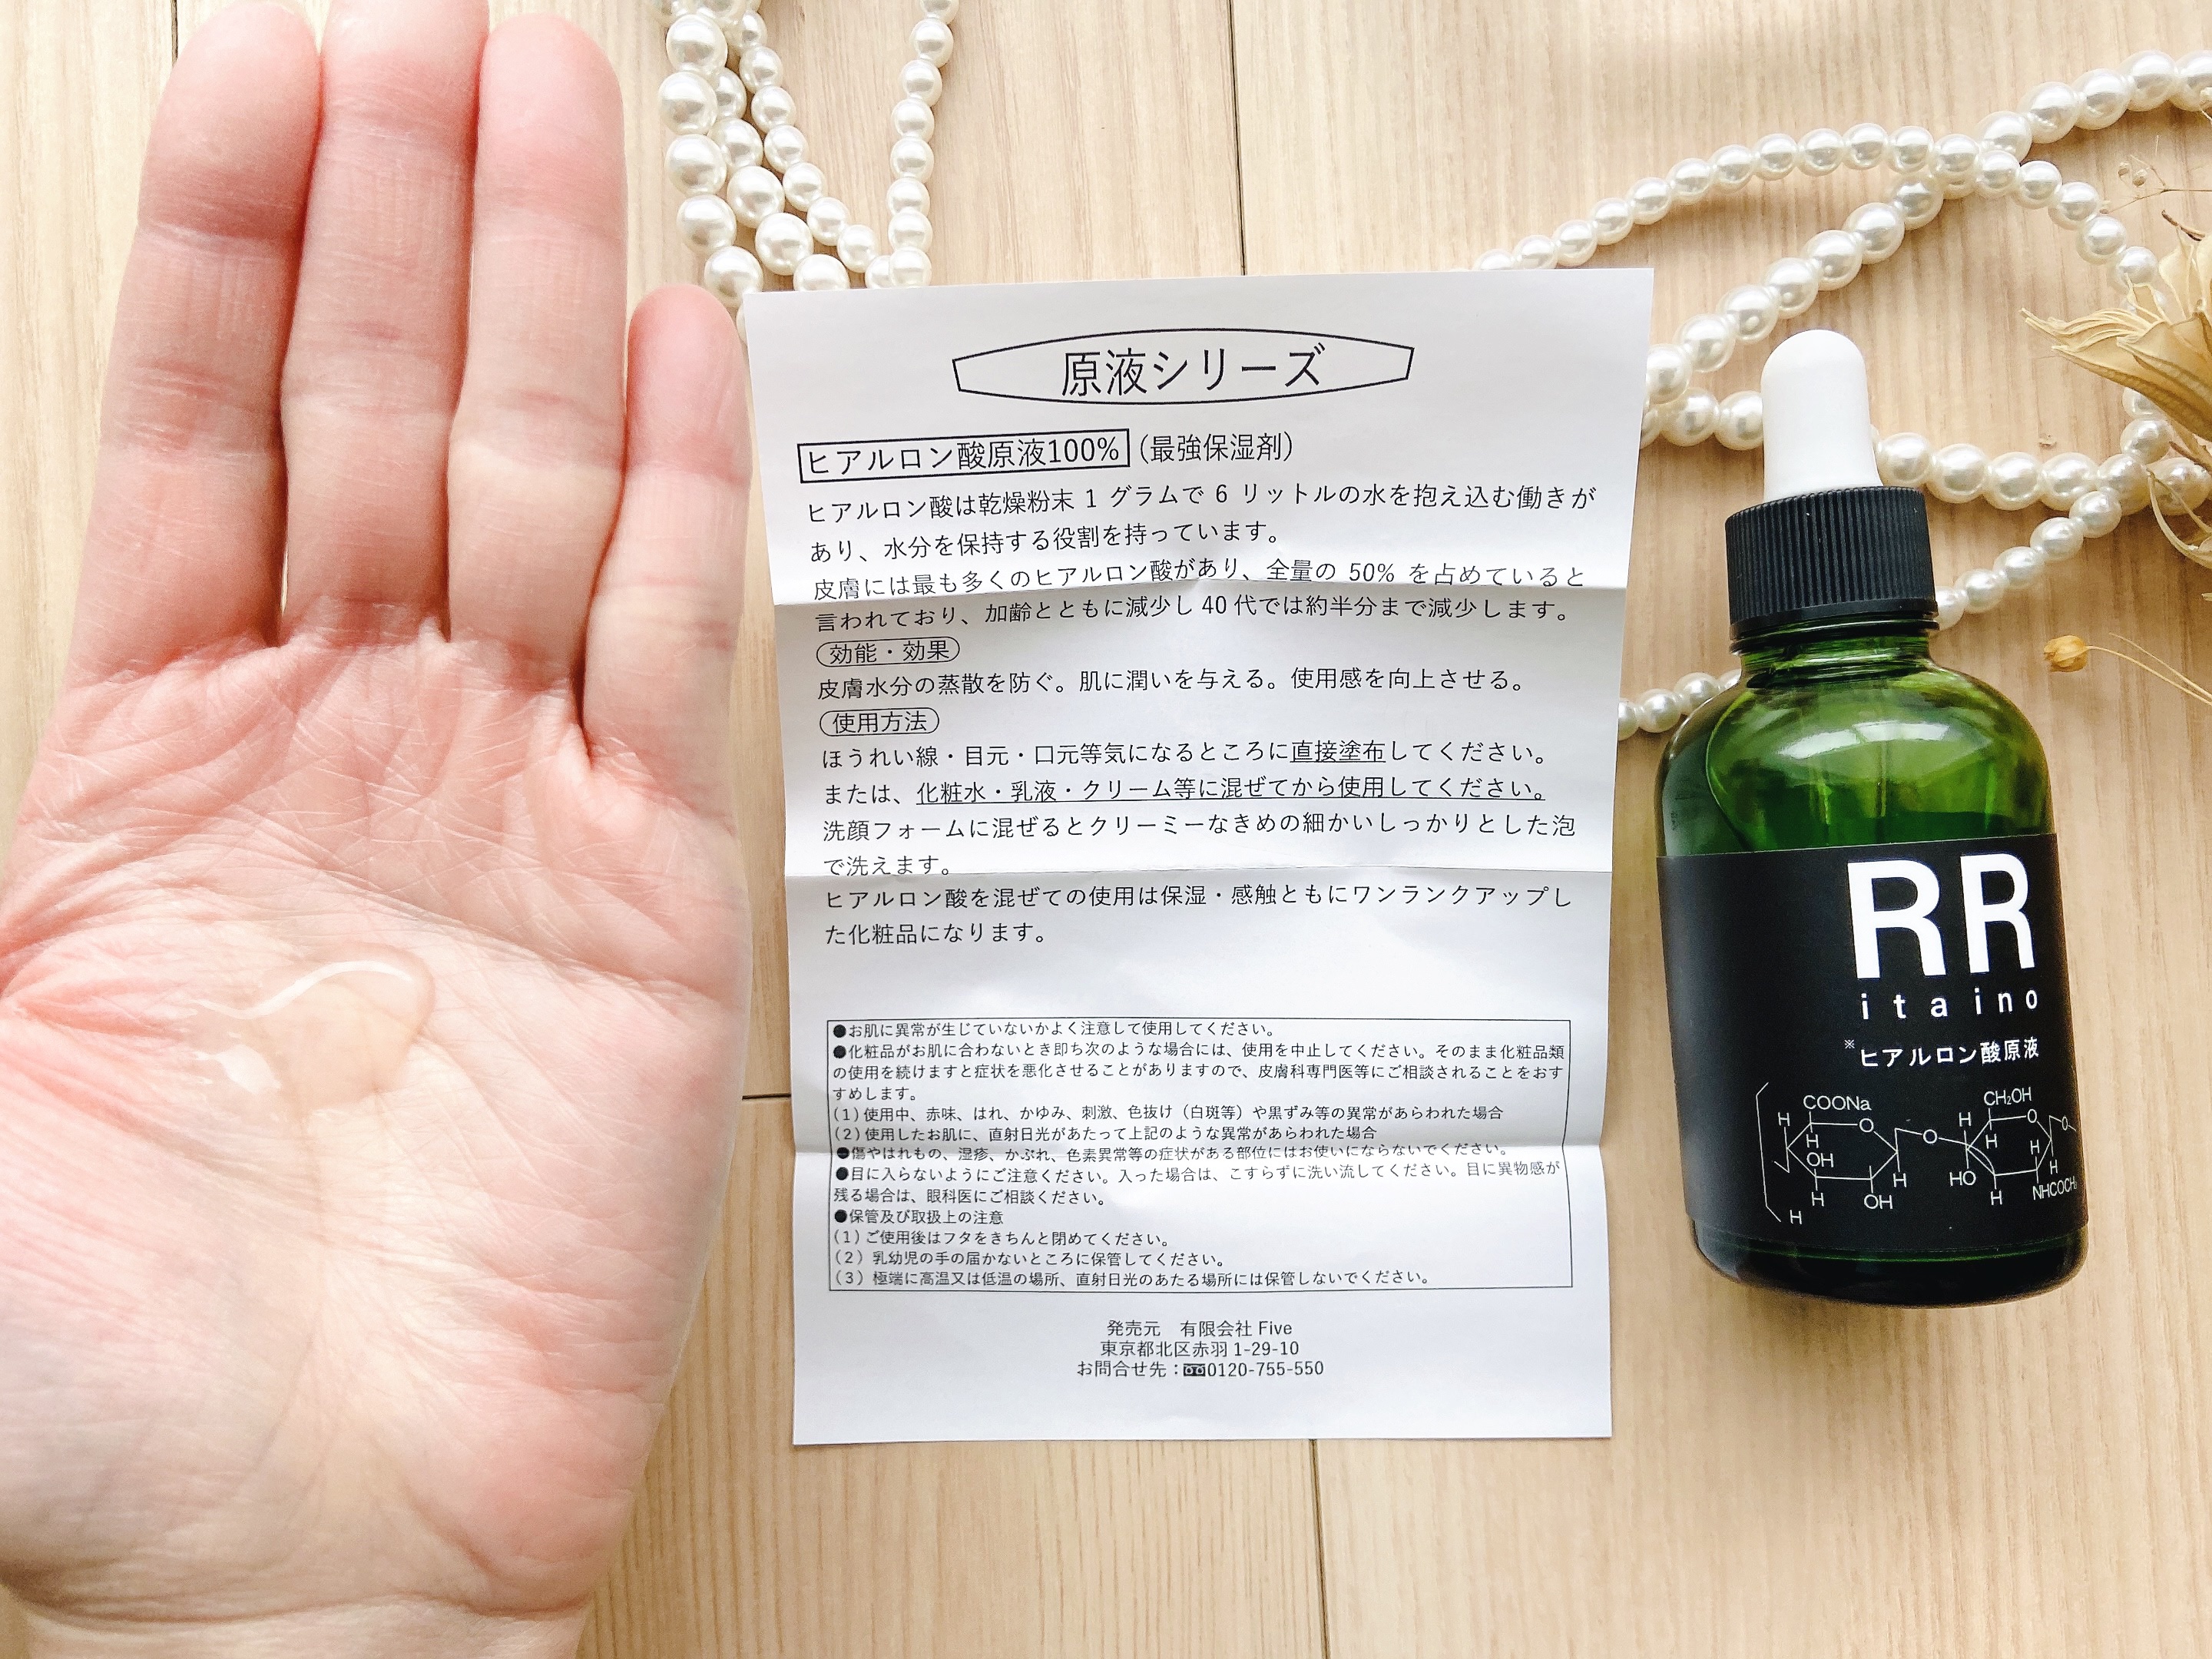 原液シリーズ
ヒアルロン酸原液100%（最強保湿剤）
ヒアルロン酸は乾燥粉末 1 グラムで 6 リットルの水を抱え込む働きが
あり、水分を保持する役割を持っています。
皮膚には最も多くのヒアルロン酸があり、全量の 50% を占めていると
言われており、加齢とともに減少し 40 代では約半分まで減少します。
効能・効果
皮膚水分の蒸散を防ぐ。肌に潤いを与える。使用感を向上させる。
使用方法
ほうれい線・目元・口元等気になるところに直接塗布してください。
または、化粧水・乳液・クリーム等に混ぜてから使用してください。
洗顔フォームに混ぜるとクリーミーなきめの細かいしっかりとした泡
で洗えます。
ヒアルロン酸を混ぜての使用は保湿・感触ともにワンランクアップし
た化粧品になります。
●お肌に異常が生じていないかよく注意して使用してください。
●化粧品がお肌に合わないとき即ち次のような場合には、使用を中止してください。そのまま化粧品類
の使用を続けますと症状を悪化させることがありますので、皮膚科専門医等にご相談されることをおす
すめします。
(1)使用中、赤味、はれ、かゆみ、刺激、色抜け（白斑等）や黒ずみ等の異常があらわれた場合
(2)使用したお肌に、直射日光があたって上記のような異常があらわれた場合
●傷やはれもの、湿疹、かぶれ、色素異常等の症状がある部位にはお使いにならないでください。
●目に入らないようにご注意ください。入った場合は、こすらずに洗い流してください。目に異物感が
残る場合は、眼科医にご相談ください。
●保管及び取扱上の注意
(1)ご使用後はフタをきちんと閉めてください。
(2）乳幼児の手の届かないところに保管してください。
(3）極端に高温又は低温の場所、直射日光のあたる場所には保管しないでください。
発売元　有限会社 Five
東京都北区赤羽 1-29-10
お問合せ先：0120-755-550
RR
itaino
※ヒアルロン酸原液
COONa
CH₂OH
H
O
H
O
O
H
H
OH
H
H
H
HO
H
OH
H
NHCOCH
H